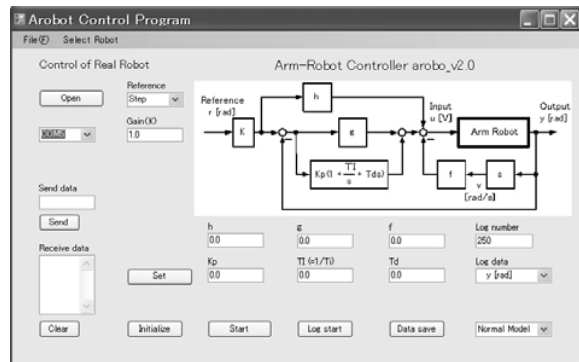 Arobot Control Program
File(F) Select Robot
Control of Real Robot
Arm-Robot Controller arobo_v2.0
Open
Reference
Step
COM5
Gain(K)
1.0
Reference
r [rad]
K
h
g
Kp(1 + TI/s + Tds)
Input
u [V]
Arm Robot
Output
y [rad]
f
s
v
[rad/s]
Send data
Send
Receive data
h
0.0
g
0.0
f
0.0
Log number
250
Set
Kp
0.0
TI (=1/Ti)
0.0
Td
0.0
Log data
y [rad]
Clear
Initialize
Start
Log start
Data save
Normal Model